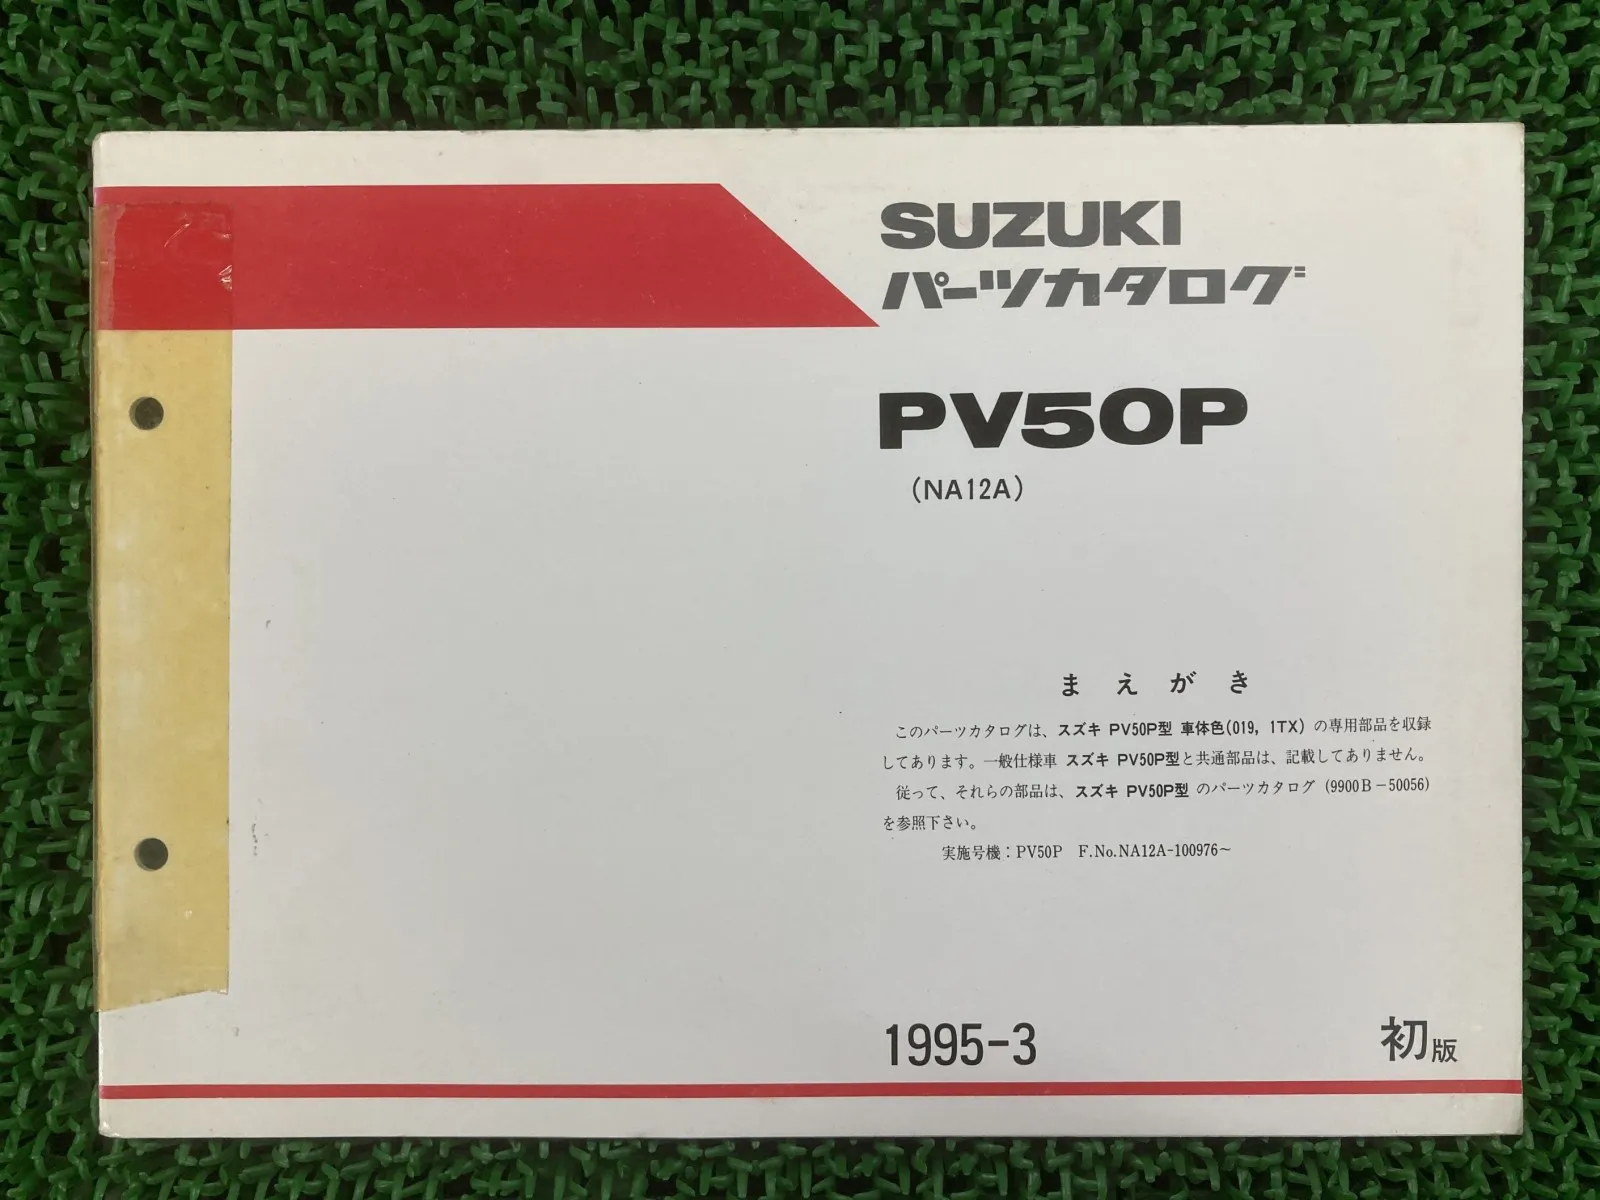 SUZUKI
パーツカタログ
PV50P
(NA12A)
まえがき
このパーツカタログは、スズキ PV50P型 車体色(019, 1TX) の専用部品を収録
してあります。一般仕様車 スズキ PV50P型と共通部品は、記載してありません。
従って、それらの部品は、スズキ PV50P型 のパーツカタログ (9900B-50056)
を参照下さい。
実施号機：PV50P F.No.NA12A-100976～
1995-3
初版